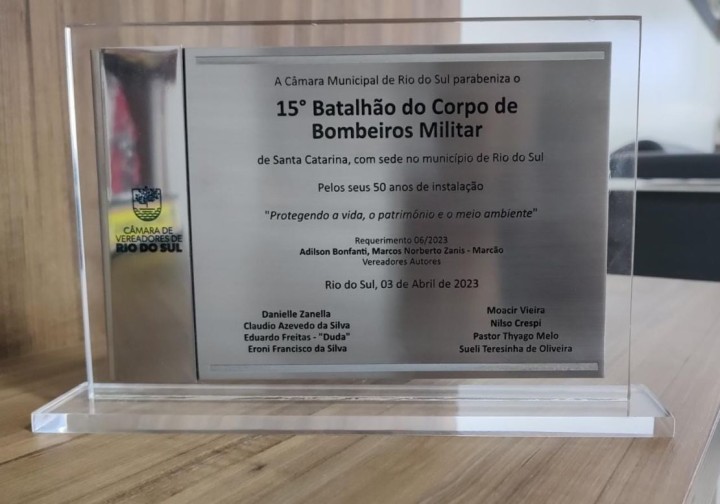 A Câmara Municipal de Rio do Sul parabeniza o
15° Batalhão do Corpo de
Bombeiros Militar
de Santa Catarina, com sede no município de Rio do Sul
Pelos seus 50 anos de instalação
"Protegendo a vida, o patrimônio e o meio ambiente"
Requerimento 06/2023
Adilson Bonfanti, Marcos Norberto Zanis - Marcão
Vereadores Autores
Rio do Sul, 03 de Abril de 2023
Danielle Zanella
Claudio Azevedo da Silva
Eduardo Freitas - "Duda"
Eroni Francisco da Silva
Moacir Vieira
Nilso Crespi
Pastor Thyago Melo
Sueli Teresinha de Oliveira
CÂMARA DE
VEREADORES DE
RIO DO SUL